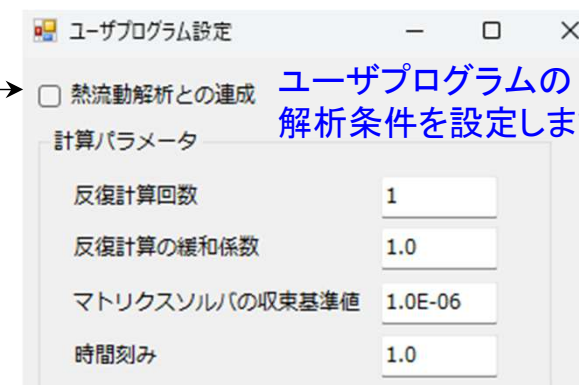 ユーザプログラム設定
熱流動解析との連成
ユーザプログラムの
解析条件を設定しま
計算パラメータ
反復計算回数 1
反復計算の緩和係数 1.0
マトリクスソルバの収束基準値 1.0E-06
時間刻み 1.0